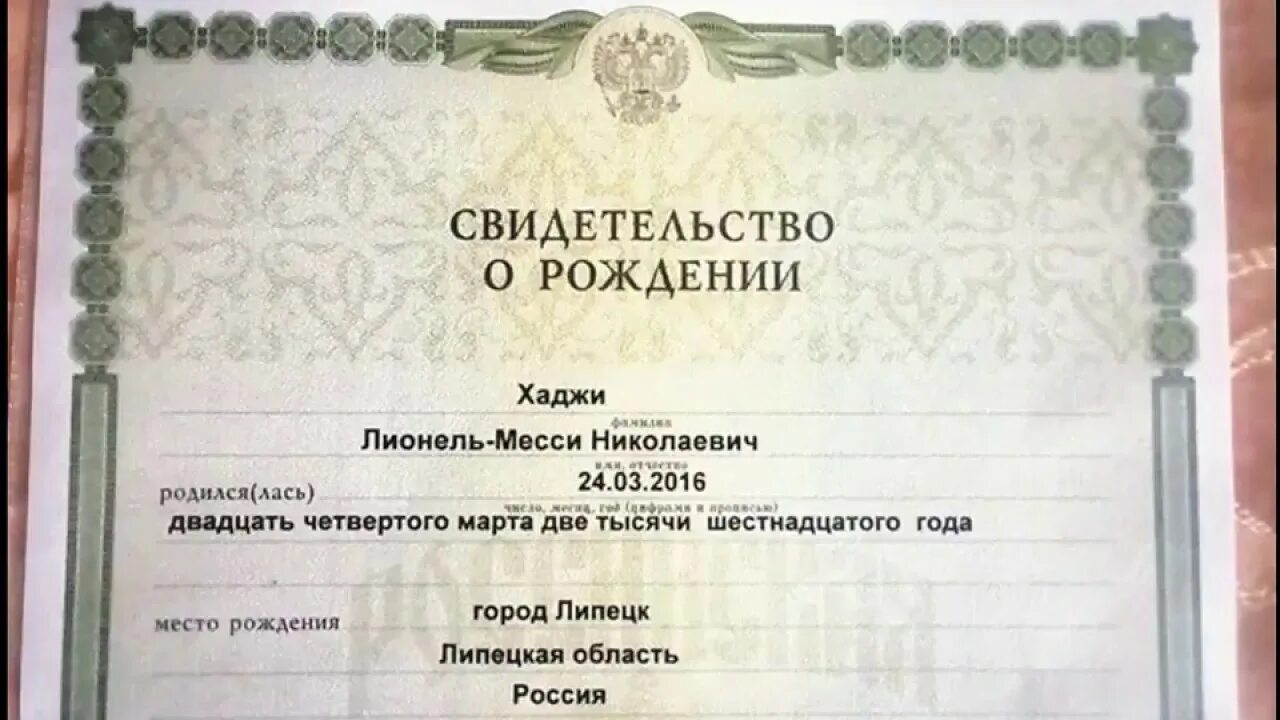 СВИДЕТЕЛЬСТВО
О РОЖДЕНИИ
Хаджи
фамилия
Лионель-Месси Николаевич
имя, отчество
родился(лась) 24.03.2016
число, месяц, год (цифрами и прописью)
двадцать четвертого марта две тысячи шестнадцатого года
место рождения город Липецк
Липецкая область
Россия